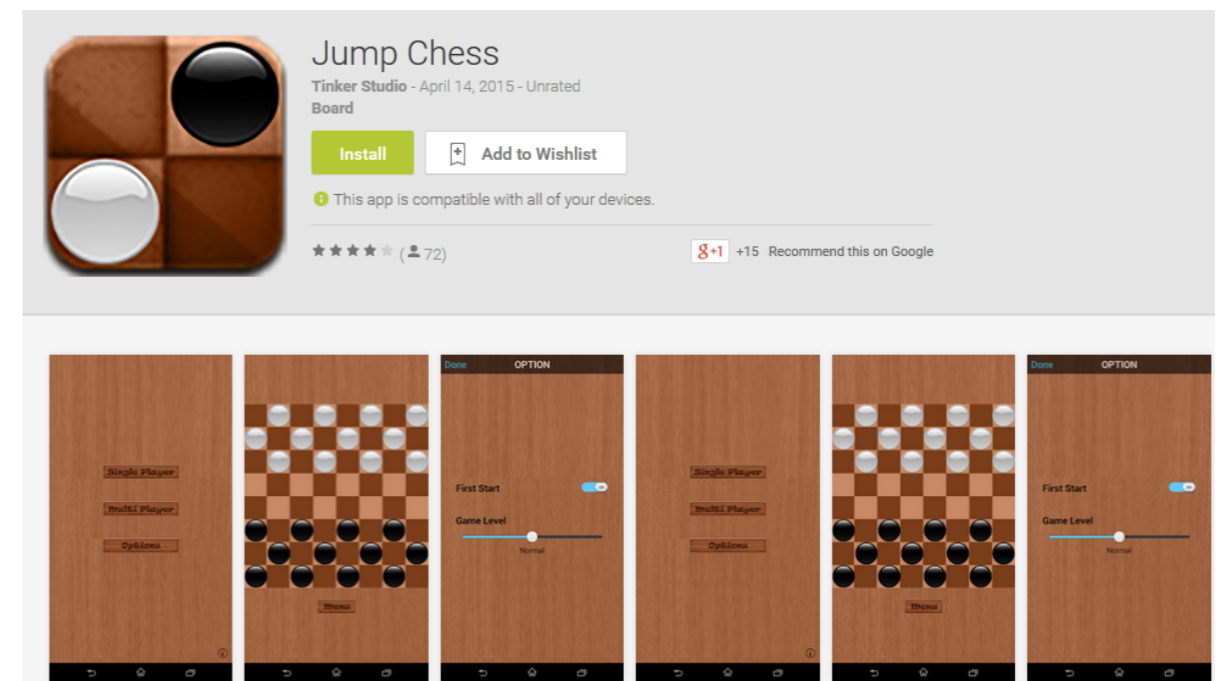 Jump Chess
Tinker Studio - April 14, 2015 - Unrated
Board
Install
Add to Wishlist
This app is compatible with all of your devices.
(72)
g+1 +15 Recommend this on Google
Single Player
Multi Player
Options
Menu
Done OPTION
First Start
Game Level
Normal
Single Player
Multi Player
Options
Menu
Done OPTION
First Start
Game Level
Normal